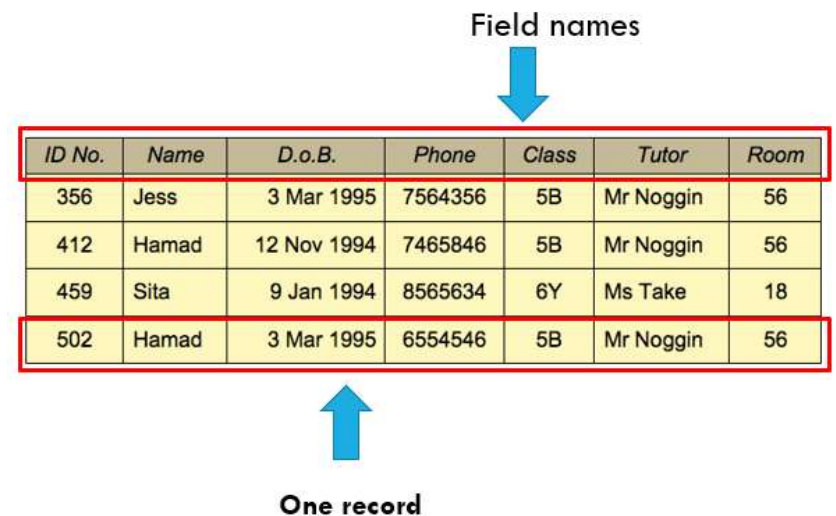 Field names
ID No. Name D.o.B. Phone Class Tutor Room
356 Jess 3 Mar 1995 7564356 5B Mr Noggin 56
412 Hamad 12 Nov 1994 7465846 5B Mr Noggin 56
459 Sita 9 Jan 1994 8565634 6Y Ms Take 18
502 Hamad 3 Mar 1995 6554546 5B Mr Noggin 56
One record